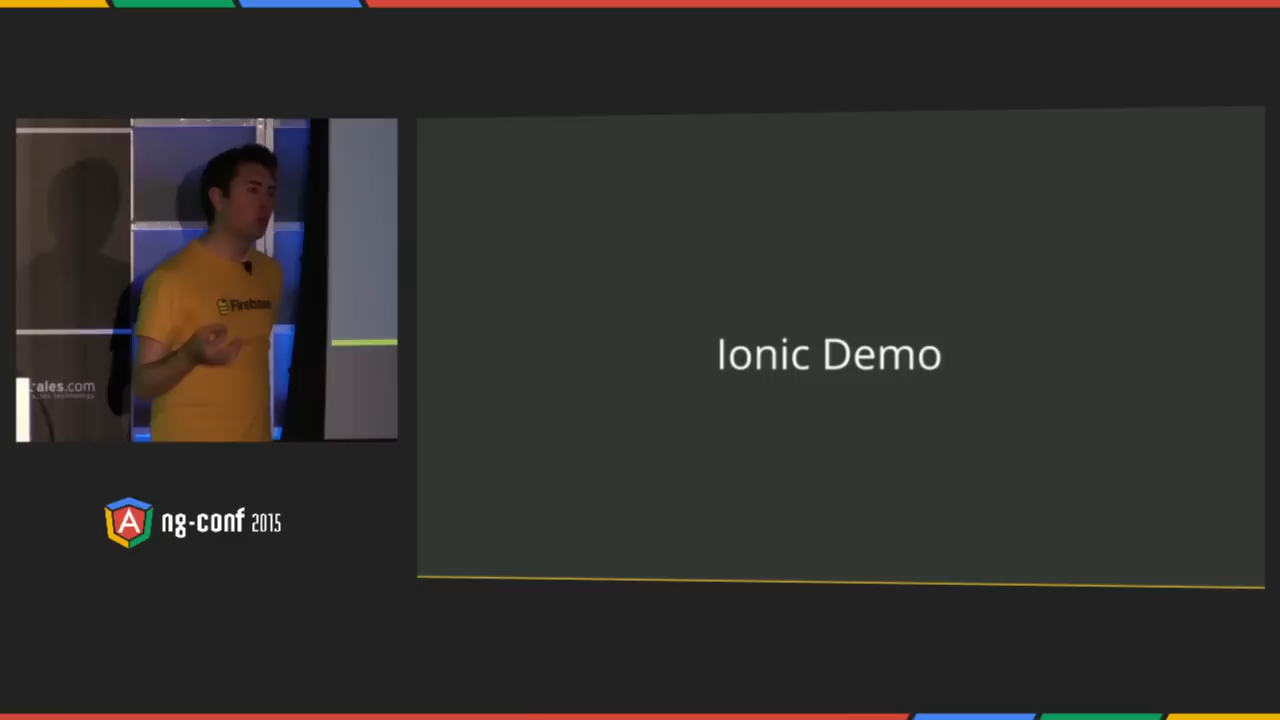 Firebase
ales.com
Ionic Demo
A
ng-conf 2015